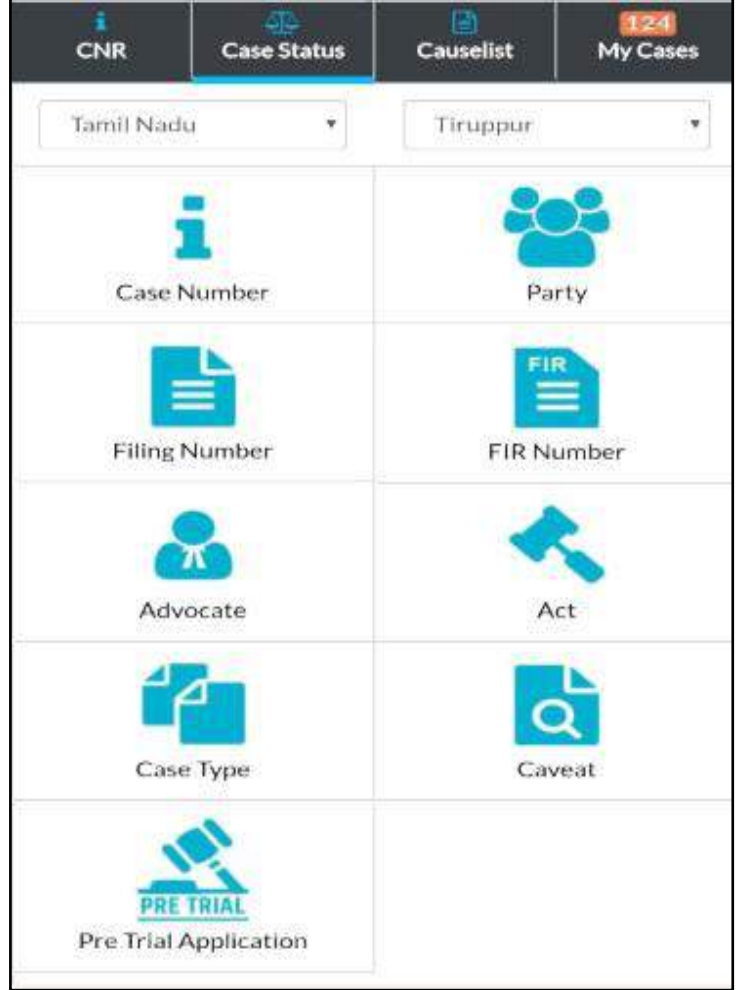 124
CNR Case Status Causelist My Cases
Tamil Nadu Tiruppur
Case Number Party
FIR
Filing Number FIR Number
Advocate Act
Case Type Caveat
PRE TRIAL
Pre Trial Application